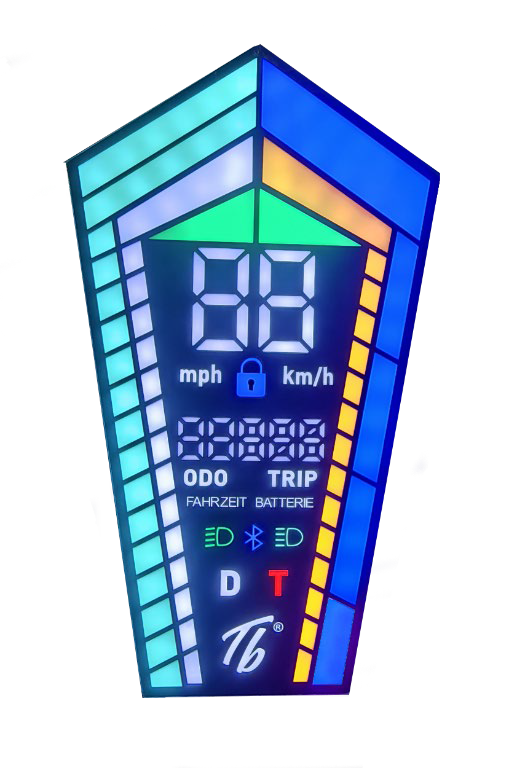 88
mph km/h
88888
ODO TRIP
FAHRZEIT BATTERIE
D T
Tb®